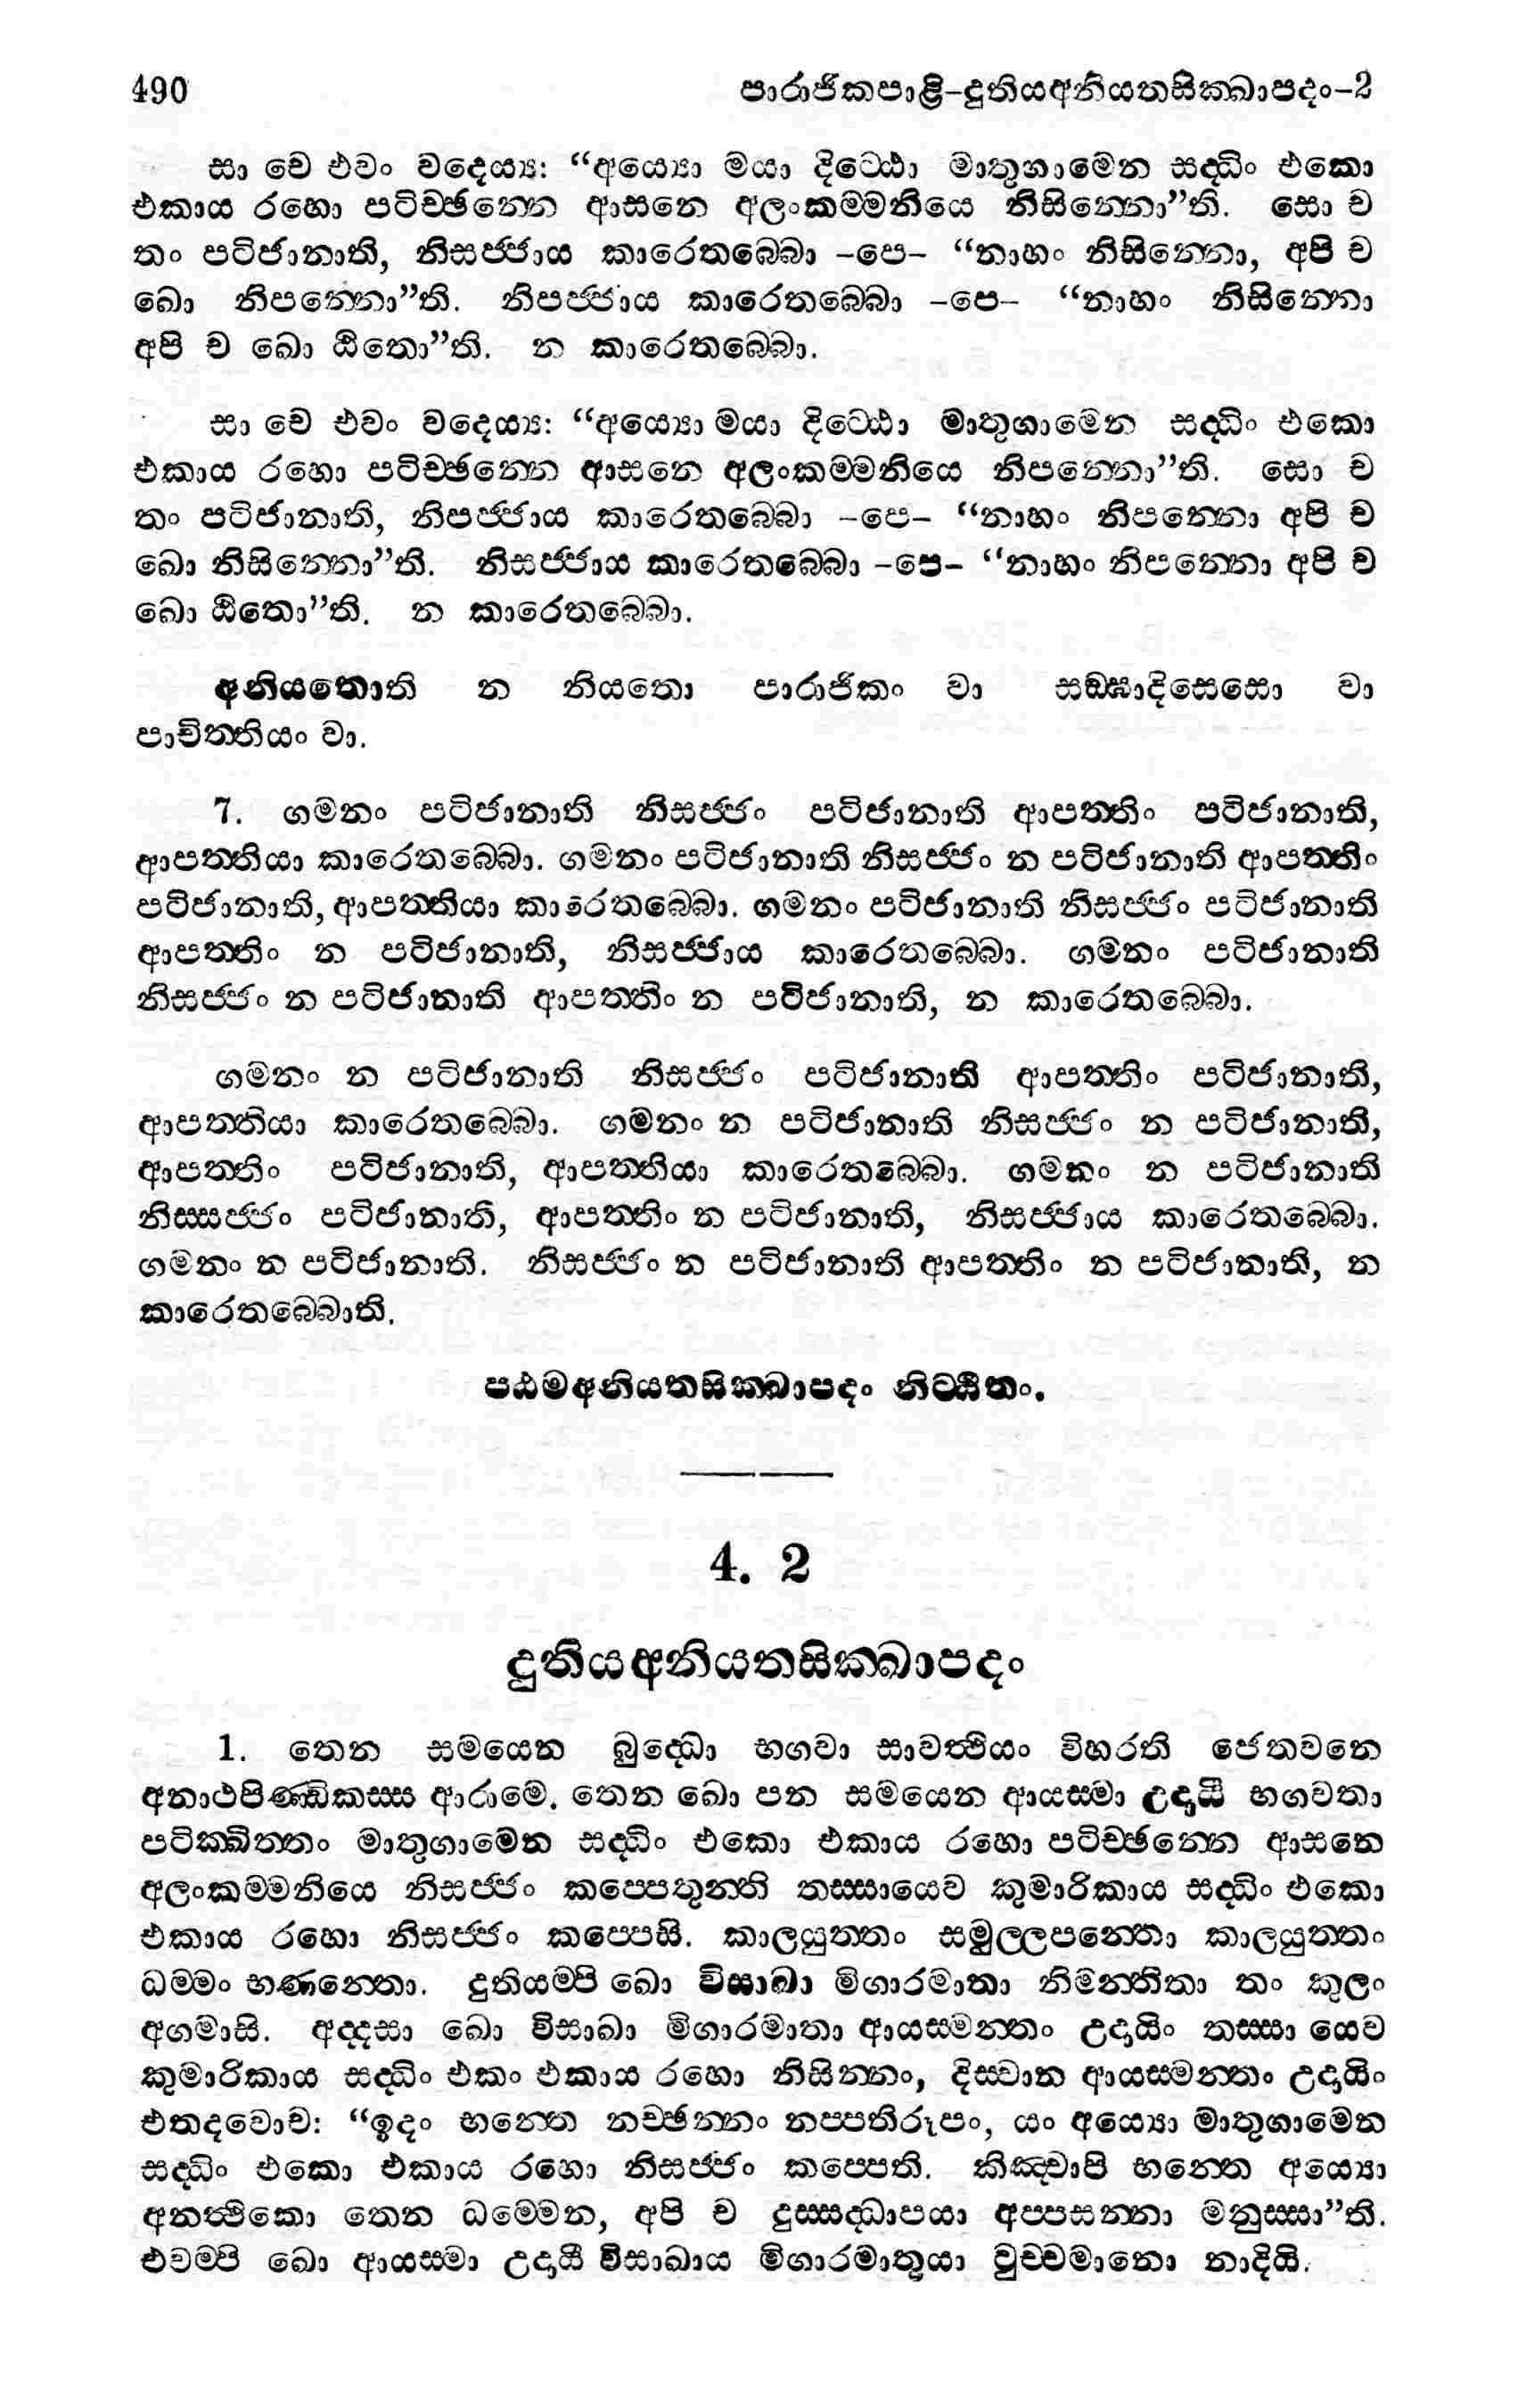 490 පාරාජිකපාළි–දුතියඅනියතසික්ඛාපදං–2
සා චෙ එවං වදෙය්‍ය: “අය්‍යො මයා දිට්ඨො මාතුගාමෙන සද්ධිං එකො
එකාය රහො පටිච්ඡන්නෙ ආසනෙ අලංකම්මනියෙ නිසින්නො”ති. සො ච
තං පටිජානාති, නිසජ්ජාය කාරෙතබ්බො –පෙ– “නාහං නිසින්නො, අපි ච
ඛො නිපන්නො”ති. නිපජ්ජාය කාරෙතබ්බො –පෙ– “නාහං නිසින්නො
අපි ච ඛො ඨිතො”ති. න කාරෙතබ්බො.
සා චෙ එවං වදෙය්‍ය: “අය්‍යො මයා දිට්ඨො මාතුගාමෙන සද්ධිං එකො
එකාය රහො පටිච්ඡන්නෙ ආසනෙ අලංකම්මනියෙ නිපන්නො”ති. සො ච
තං පටිජානාති, නිපජ්ජාය කාරෙතබ්බො –පෙ– “නාහං නිපන්නො අපි ච
ඛො නිසින්නො”ති. නිසජ්ජාය කාරෙතබ්බො –පෙ– “නාහං නිපන්නො අපි ච
ඛො ඨිතො”ති. න කාරෙතබ්බො.
අනියතොති න නියතො පාරාජිකං වා සඞ්ඝාදිසෙසො වා
පාචිත්තියං වා.
7. ගමනං පටිජානාති නිසජ්ජං පටිජානාති ආපත්තිං පටිජානාති,
ආපත්තියා කාරෙතබ්බො. ගමනං පටිජානාති නිසජ්ජං න පටිජානාති ආපත්තිං
පටිජානාති, ආපත්තියා කාරෙතබ්බො. ගමනං පටිජානාති නිසජ්ජං පටිජානාති
ආපත්තිං න පටිජානාති, නිසජ්ජාය කාරෙතබ්බො. ගමනං පටිජානාති
නිසජ්ජං න පටිජානාති ආපත්තිං න පටිජානාති, න කාරෙතබ්බො.
ගමනං න පටිජානාති නිසජ්ජං පටිජානාති ආපත්තිං පටිජානාති,
ආපත්තියා කාරෙතබ්බො. ගමනං න පටිජානාති නිසජ්ජං න පටිජානාති,
ආපත්තිං පටිජානාති, ආපත්තියා කාරෙතබ්බො. ගමනං න පටිජානාති
නිස්සජ්ජං පටිජානාති, ආපත්තිං න පටිජානාති, නිසජ්ජාය කාරෙතබ්බො.
ගමනං න පටිජානාති. නිසජ්ජං න පටිජානාති ආපත්තිං න පටිජානාති, න
කාරෙතබ්බොති.
පඨමඅනියතසික්ඛාපදං නිට්ඨිතං.
4. 2
දුතියඅනියතසික්ඛාපදං
1. තෙන සමයෙන බුද්ධො භගවා සාවත්ථියං විහරති ජේතවනෙ
අනාථපිණ්ඩිකස්ස ආරාමෙ. තෙන ඛො පන සමයෙන ආයස්මා උදායී භගවතා
පටික්ඛිත්තං මාතුගාමෙන සද්ධිං එකො එකාය රහො පටිච්ඡන්නෙ ආසනෙ
අලංකම්මනියෙ නිසජ්ජං කප්පෙතුන්ති තස්සායෙව කුමාරිකාය සද්ධිං එකො
එකාය රහො නිසජ්ජං කප්පෙසි. කාලයුත්තං සමුල්ලපන්තො කාලයුත්තං
ධම්මං භණන්තො. දුතියම්පි ඛො විසාඛා මිගාරමාතා නිමන්තිතා තං කුලං
අගමාසි. අද්දසා ඛො විසාඛා මිගාරමාතා ආයස්මන්තං උදායිං තස්සා යෙව
කුමාරිකාය සද්ධිං එකං එකාය රහො නිසින්නං, දිස්වාන ආයස්මන්තං උදායිං
එතදවොච: “ඉදං භන්තෙ නච්ඡන්නං නප්පතිරූපං, යං අය්‍යො මාතුගාමෙන
සද්ධිං එකො එකාය රහො නිසජ්ජං කප්පෙති. කිඤ්චාපි භන්තෙ අය්‍යො
අනත්ථිකො තෙන ධම්මෙන, අපි ච දුස්සද්ධාපයා අප්පසන්නා මනුස්සා”ති.
එවම්පි ඛො ආයස්මා උදායී විසාඛාය මිගාරමාතුයා වුච්චමානො නාදියි.